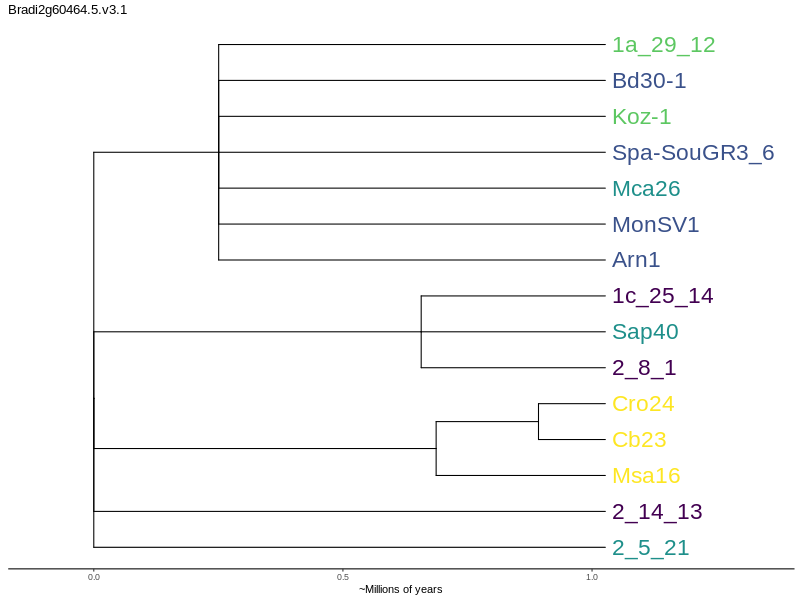 Bradi2g60464.5.v3.1
1a_29_12
Bd30-1
Koz-1
Spa-SouGR3_6
Mca26
MonSV1
Arn1
1c_25_14
Sap40
2_8_1
Cro24
Cb23
Msa16
2_14_13
2_5_21
0.0 0.5 1.0
~Millions of years